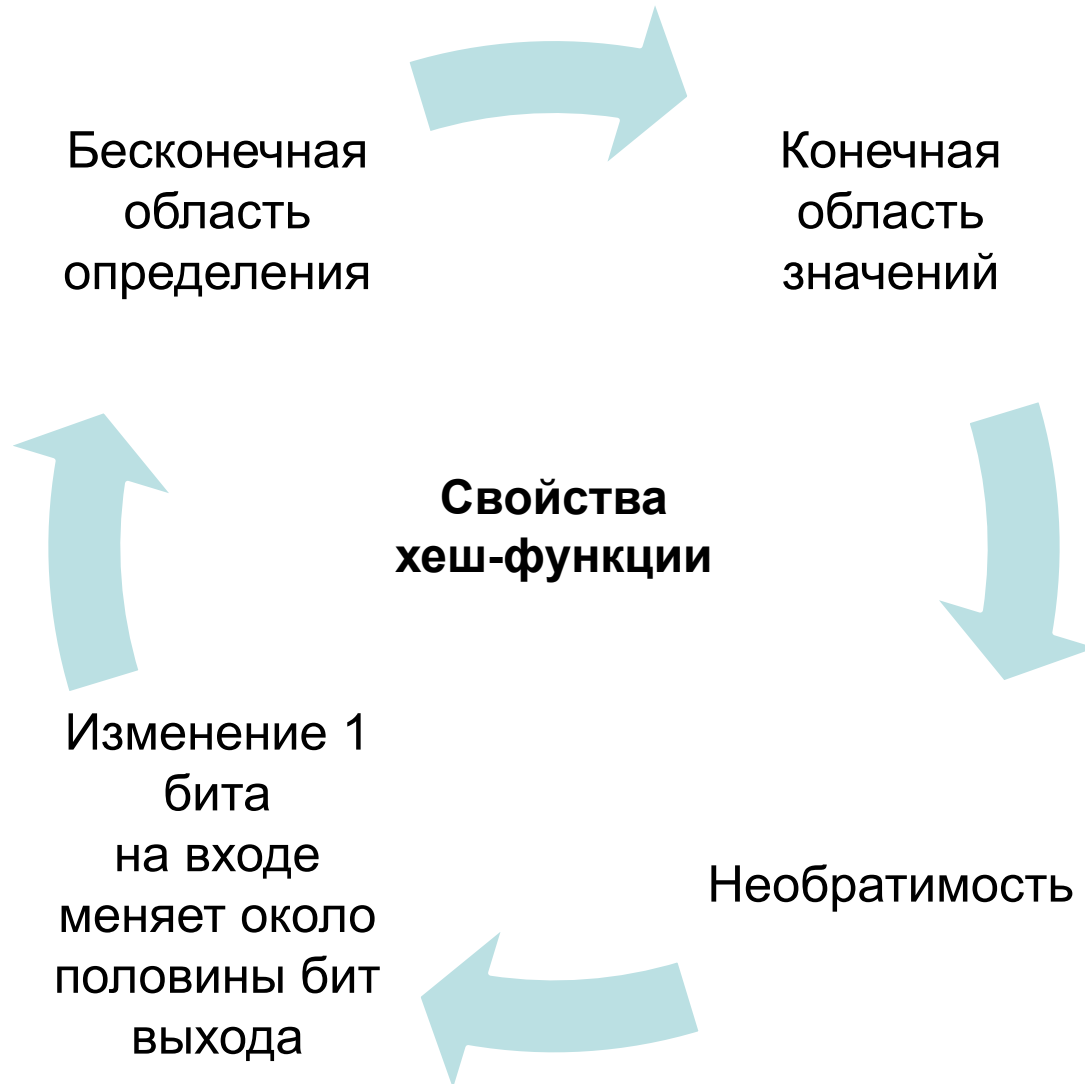 Бесконечная
область
определения
Конечная
область
значений
Свойства
хеш-функции
Изменение 1
бита
на входе
меняет около
половины бит
выхода
Необратимость